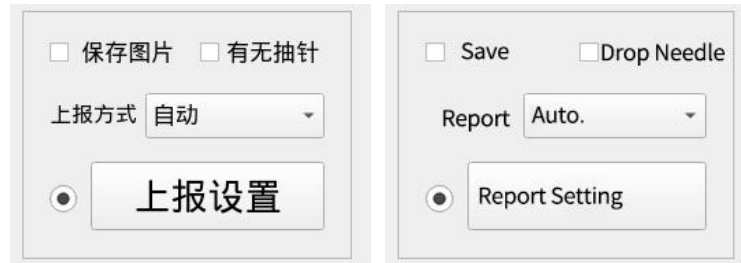 保存图片 有无抽针
上报方式 自动
上报设置
Save Drop Needle
Report Auto.
Report Setting